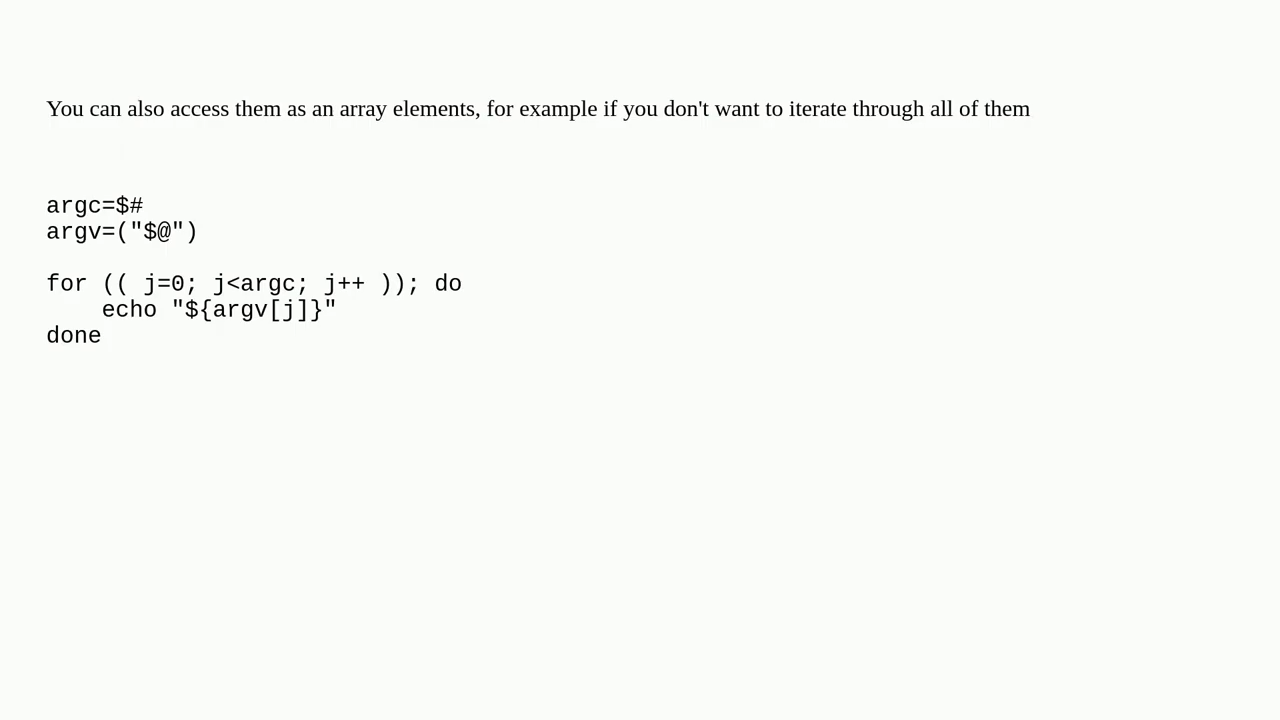 You can also access them as an array elements, for example if you don't want to iterate through all of them
argc=$#
argv=("$@")
for (( j=0; j<argc; j++ )); do
    echo "${argv[j]}"
done